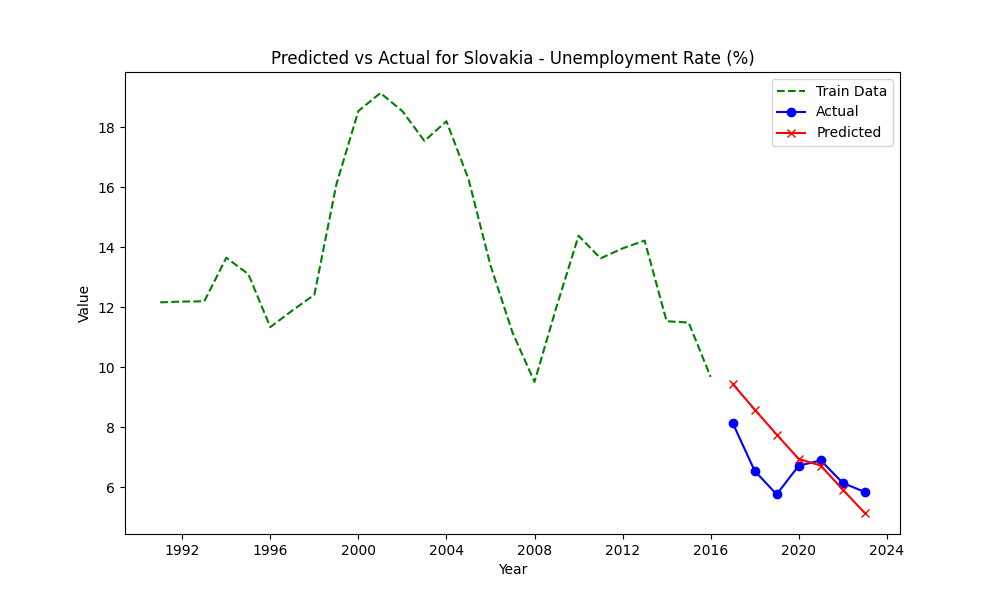 Predicted vs Actual for Slovakia - Unemployment Rate (%)
Train Data
Actual
Predicted
Value
18
16
14
12
10
8
6
1992 1996 2000 2004 2008 2012 2016 2020 2024
Year